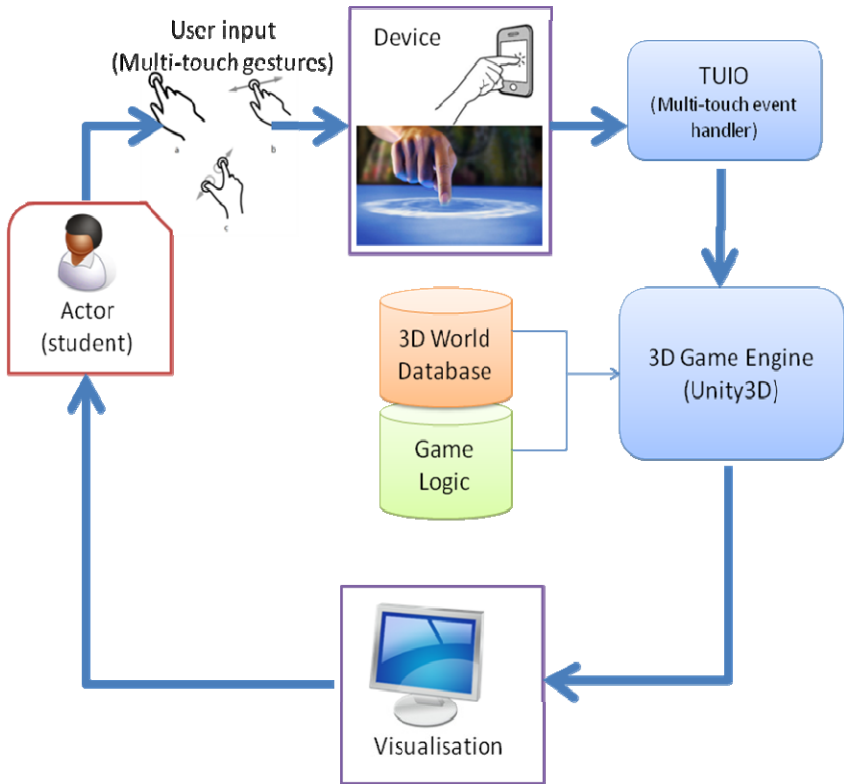 User input
(Multi-touch gestures)
a
b
c
Device
TUIO
(Multi-touch event
handler)
Actor
(student)
3D World
Database
Game
Logic
3D Game Engine
(Unity3D)
Visualisation